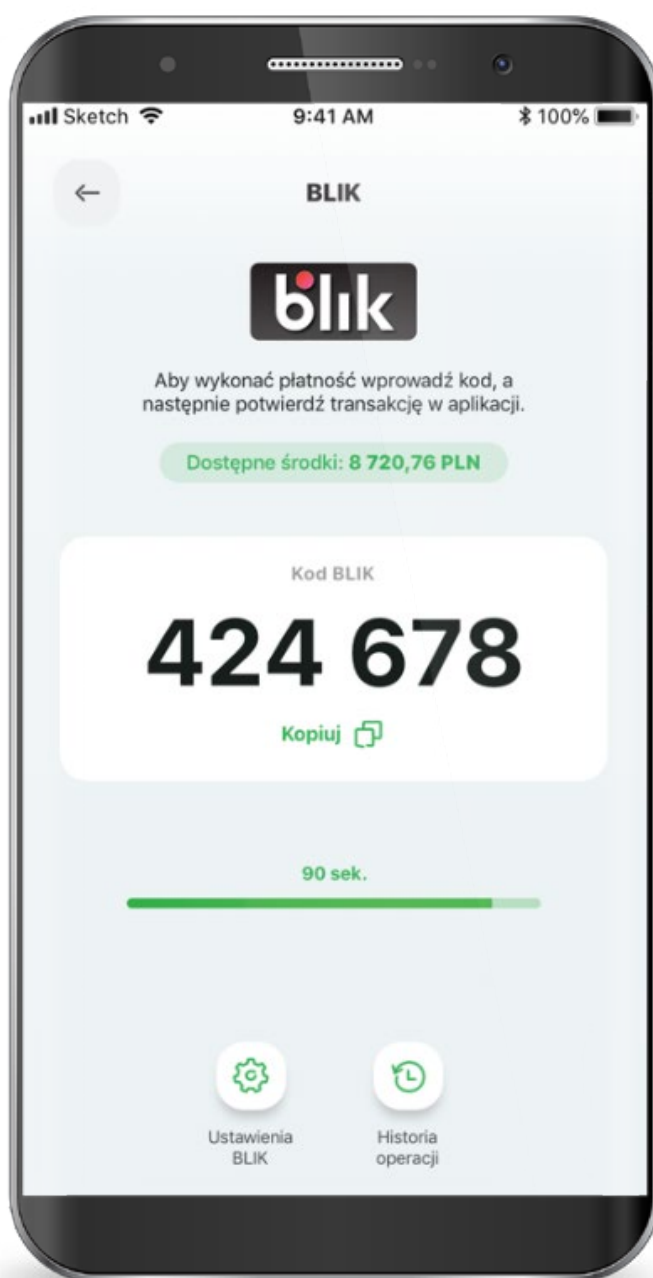 Sketch 9:41 AM 100%
BLIK
blik
Aby wykonać płatność wprowadź kod, a
następnie potwierdź transakcję w aplikacji.
Dostępne środki: 8 720,76 PLN
Kod BLIK
424 678
Kopiuj
90 sek.
Ustawienia
BLIK
Historia
operacji